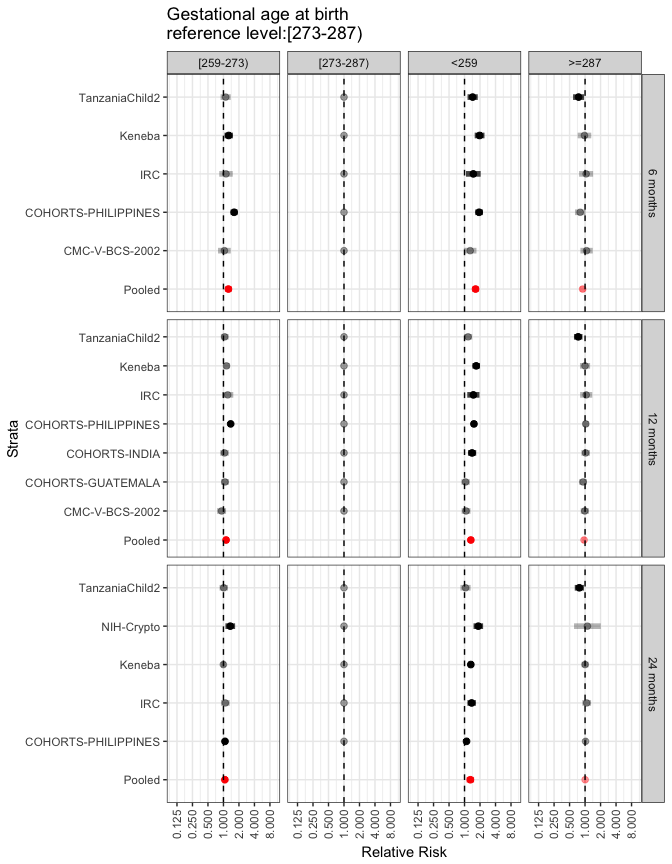 Gestational age at birth
reference level:[273-287)
[259-273)
[273-287)
<259
>=287
Strata
TanzaniaChild2
Keneba
IRC
COHORTS-PHILIPPINES
CMC-V-BCS-2002
Pooled
6 months
TanzaniaChild2
Keneba
IRC
COHORTS-PHILIPPINES
COHORTS-INDIA
COHORTS-GUATEMALA
CMC-V-BCS-2002
Pooled
12 months
TanzaniaChild2
NIH-Crypto
Keneba
IRC
COHORTS-PHILIPPINES
Pooled
24 months
0.125
0.250
0.500
1.000
2.000
4.000
8.000
0.125
0.250
0.500
1.000
2.000
4.000
8.000
0.125
0.250
0.500
1.000
2.000
4.000
8.000
0.125
0.250
0.500
1.000
2.000
4.000
8.000
Relative Risk